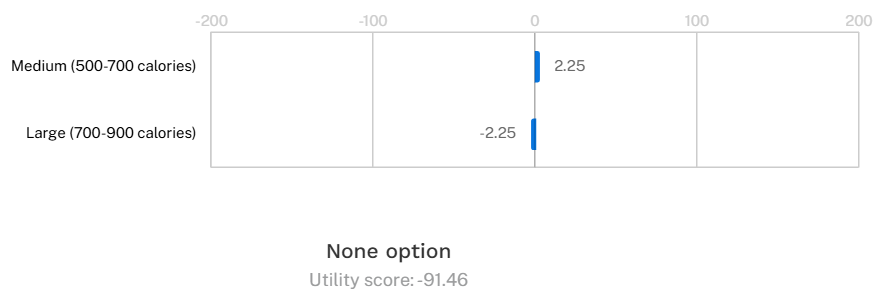 -200 -100 0 100 200
Medium (500-700 calories) 2.25
Large (700-900 calories) -2.25
None option
Utility score: -91.46